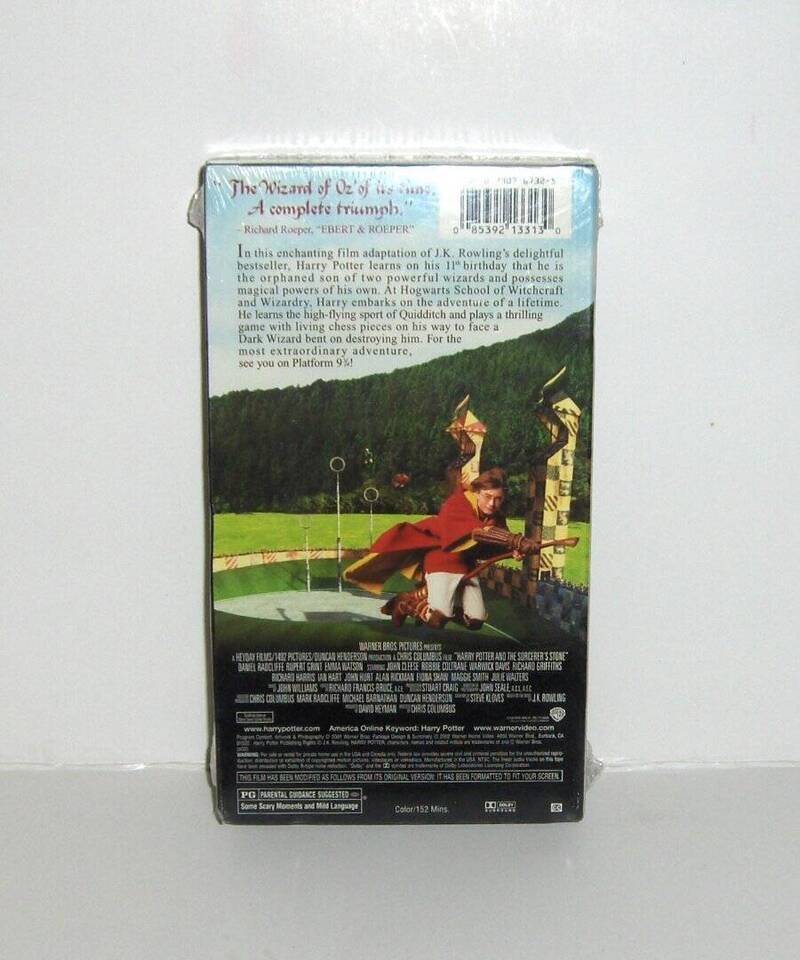 "The Wizard of Oz' of its time.
A complete triumph."
– Richard Roeper, "EBERT & ROEPER"
0 85392 13313 0
In this enchanting film adaptation of J.K. Rowling's delightful
bestseller, Harry Potter learns on his 11th birthday that he is
the orphaned son of two powerful wizards and possesses
magical powers of his own. At Hogwarts School of Witchcraft
and Wizardry, Harry embarks on the adventure of a lifetime.
He learns the high-flying sport of Quidditch and plays a thrilling
game with living chess pieces on his way to face a
Dark Wizard bent on destroying him. For the
most extraordinary adventure,
see you on Platform 9¾!
WARNER BROS. PICTURES PRESENTS
A HEYDAY FILMS/1492 PICTURES/DUNCAN HENDERSON PRODUCTION A CHRIS COLUMBUS FILM "HARRY POTTER AND THE SORCERER'S STONE"
DANIEL RADCLIFFE RUPERT GRINT EMMA WATSON STARRING JOHN CLEESE ROBBIE COLTRANE WARWICK DAVIS RICHARD GRIFFITHS
RICHARD HARRIS IAN HART JOHN HURT ALAN RICKMAN FIONA SHAW MAGGIE SMITH JULIE WALTERS
JOHN WILLIAMS RICHARD FRANCIS-BRUCE, A.C.E. STUART CRAIG JOHN SEALE, A.C.S., A.S.C.
CHRIS COLUMBUS MARK RADCLIFFE MICHAEL BARNATHAN DUNCAN HENDERSON STEVE KLOVES J.K. ROWLING
DAVID HEYMAN CHRIS COLUMBUS
www.harrypotter.com America Online Keyword: Harry Potter www.warnervideo.com
THIS FILM HAS BEEN MODIFIED AS FOLLOWS FROM ITS ORIGINAL VERSION: IT HAS BEEN FORMATTED TO FIT YOUR SCREEN.
PG PARENTAL GUIDANCE SUGGESTED
Some Scary Moments and Mild Language
Color/152 Mins.
DOLBY
SURROUND